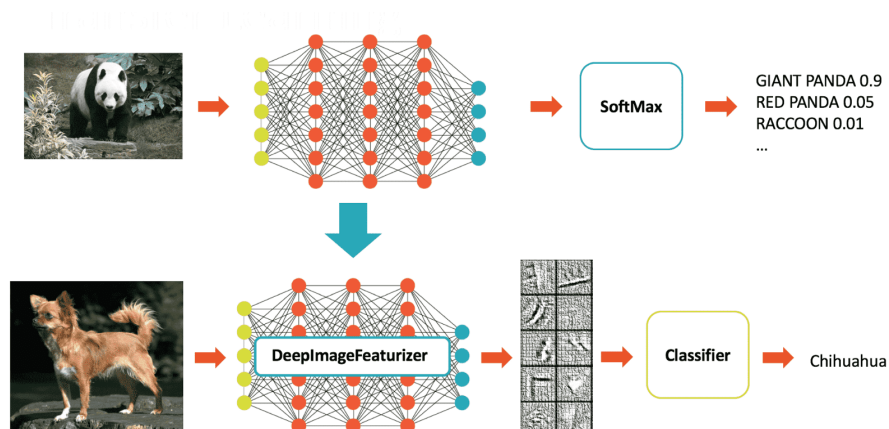 SoftMax
GIANT PANDA 0.9
RED PANDA 0.05
RACCOON 0.01
...
DeepImageFeaturizer
Classifier
Chihuahua